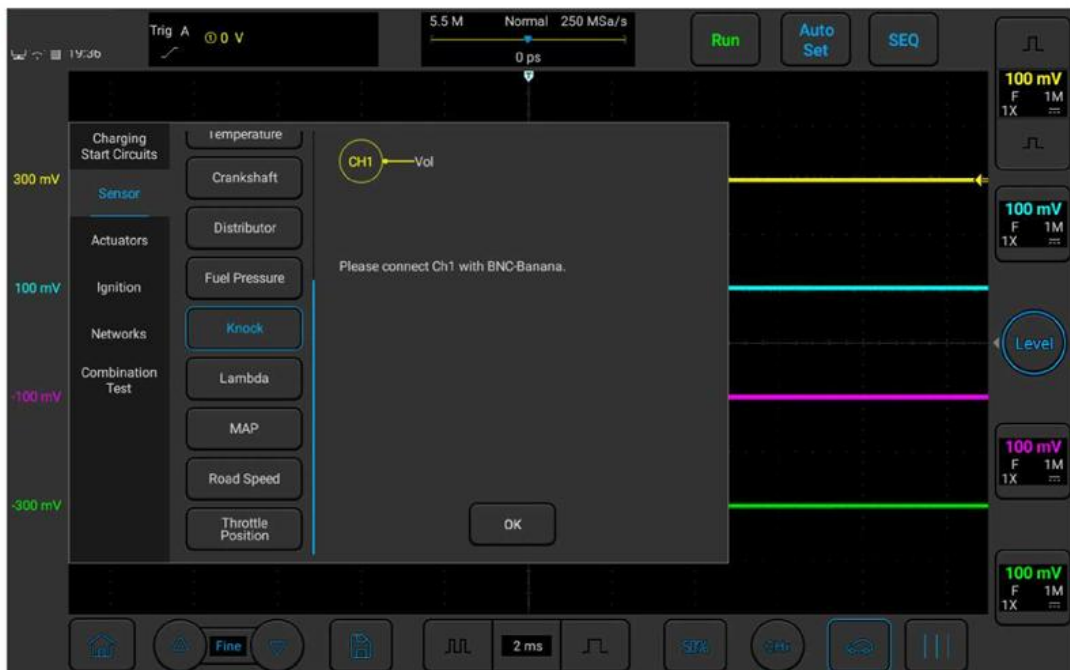 19:36
Trig A ① 0 V
5.5 M Normal 250 MSa/s
0 ps
Run
Auto
Set
SEQ
T
100 mV
F 1M
1X
300 mV
100 mV
-100 mV
-300 mV
Charging
Start Circuits
Sensor
Actuators
Ignition
Networks
Combination
Test
Temperature
Crankshaft
Distributor
Fuel Pressure
Knock
Lambda
MAP
Road Speed
Throttle
Position
CH1 Vol
Please connect Ch1 with BNC-Banana.
OK
100 mV
F 1M
1X
Level
100 mV
F 1M
1X
100 mV
F 1M
1X
Fine
2 ms
50%